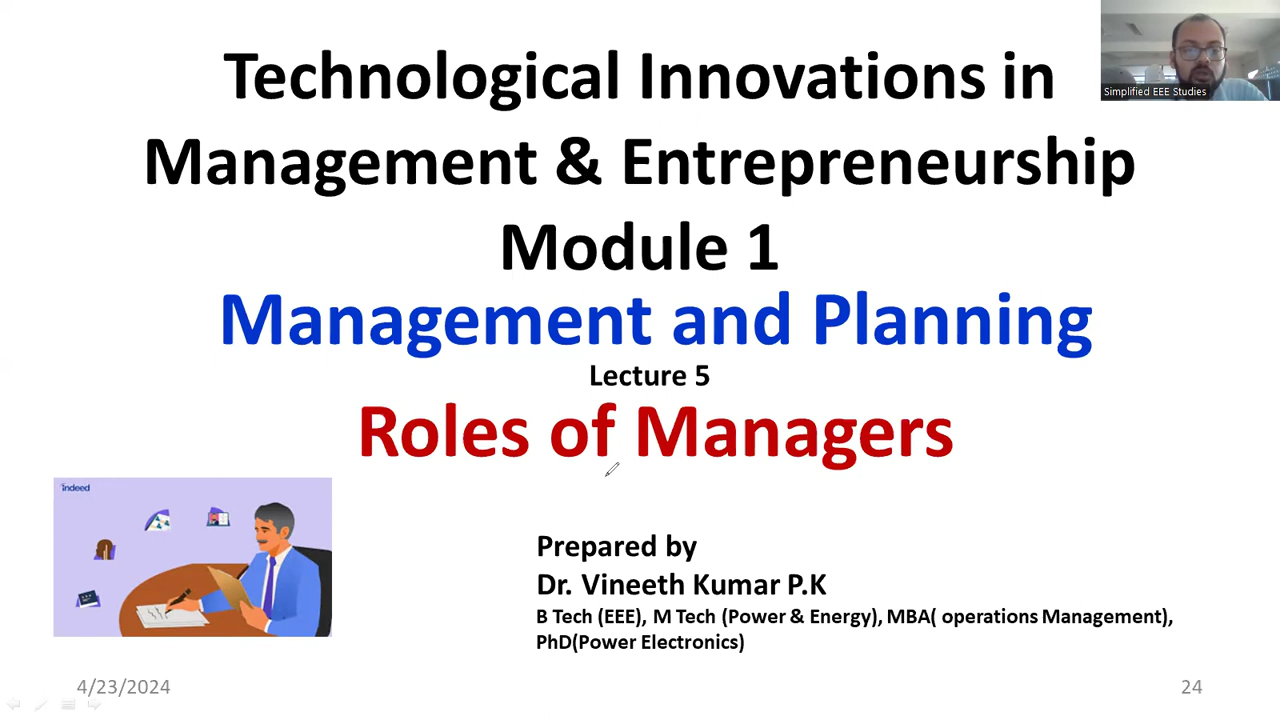 Technological Innovations in
Management & Entrepreneurship
Module 1
Management and Planning
Lecture 5
Roles of Managers
Simplified EEE Studies
indeed
Prepared by
Dr. Vineeth Kumar P.K
B Tech (EEE), M Tech (Power & Energy), MBA( operations Management),
PhD(Power Electronics)
4/23/2024
24